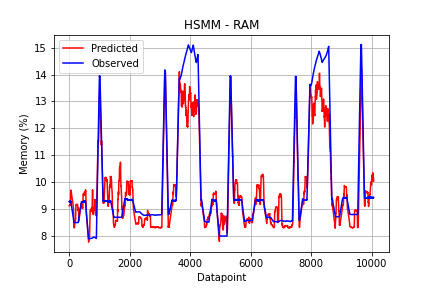 HSMM - RAM
Predicted
Observed
Memory (%)
15
14
13
12
11
10
9
8
0
2000
4000
6000
8000
10000
Datapoint